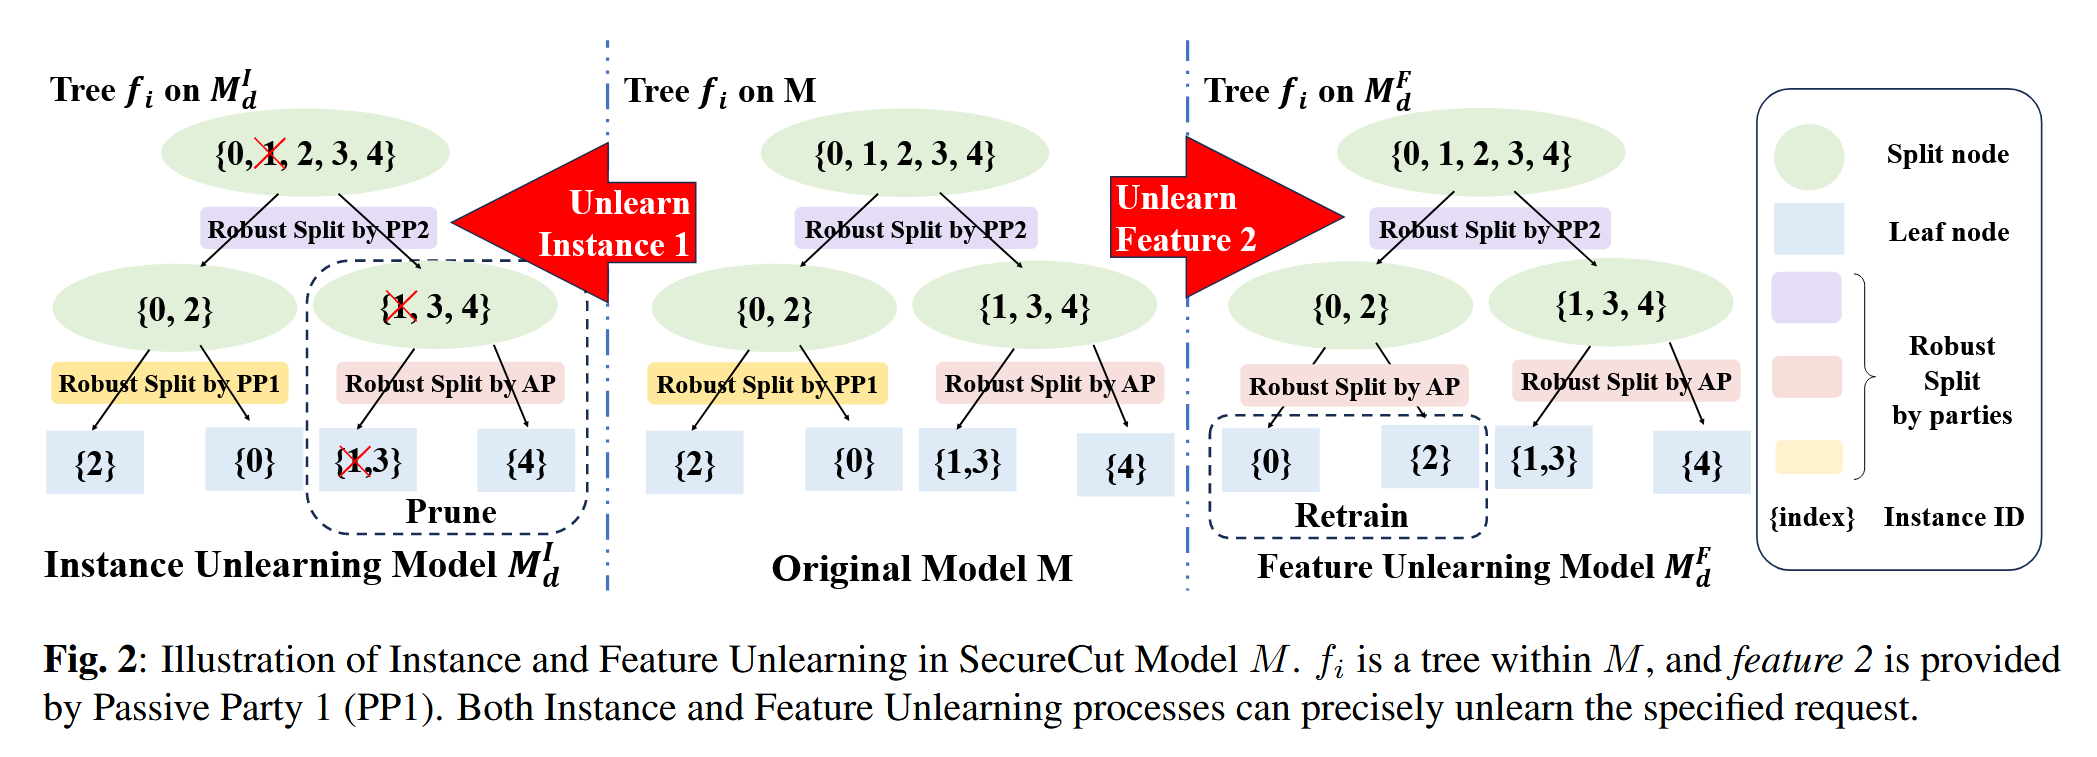 Tree f_i on M_d^I
{0, 1, 2, 3, 4}
Robust Split by PP2
{0, 2}
{1, 3, 4}
Robust Split by PP1
Robust Split by AP
{2}
{0}
{1,3}
{4}
Prune
Instance Unlearning Model M_d^I
Unlearn
Instance 1
Tree f_i on M
{0, 1, 2, 3, 4}
Robust Split by PP2
{0, 2}
{1, 3, 4}
Robust Split by PP1
Robust Split by AP
{2}
{0}
{1,3}
{4}
Original Model M
Unlearn
Feature 2
Tree f_i on M_d^F
{0, 1, 2, 3, 4}
Robust Split by PP2
{0, 2}
{1, 3, 4}
Robust Split by AP
Robust Split by AP
{0}
{2}
{1,3}
{4}
Retrain
Feature Unlearning Model M_d^F
Split node
Leaf node
Robust
Split
by parties
{index} Instance ID
Fig. 2: Illustration of Instance and Feature Unlearning in SecureCut Model M. f_i is a tree within M, and feature 2 is provided
by Passive Party 1 (PP1). Both Instance and Feature Unlearning processes can precisely unlearn the specified request.